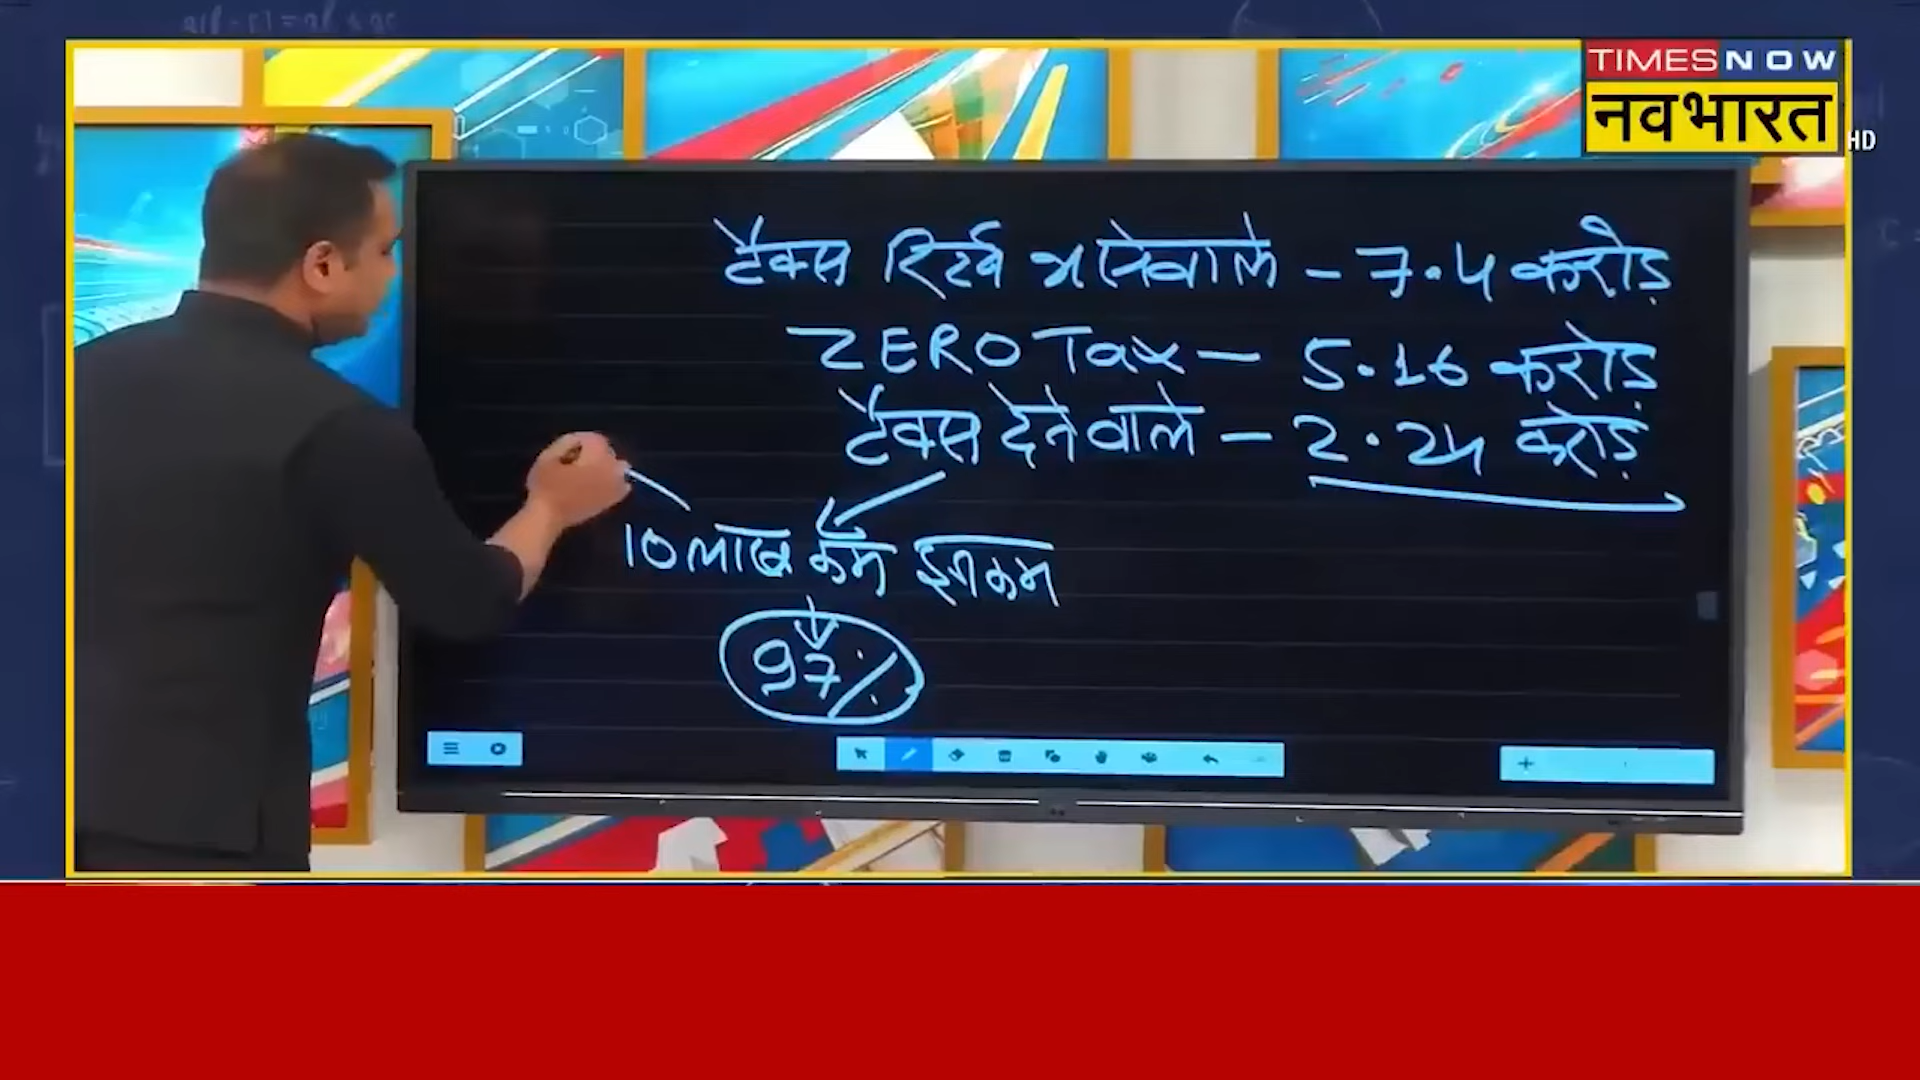 TIMES NOW
नवभारत
HD
टैक्स रिटर्न भरनेवाले – 7.4 करोड़
ZERO Tax – 5.16 करोड़
टैक्स देने वाले – 2.24 करोड़
10 लाख कम इनकम
97%